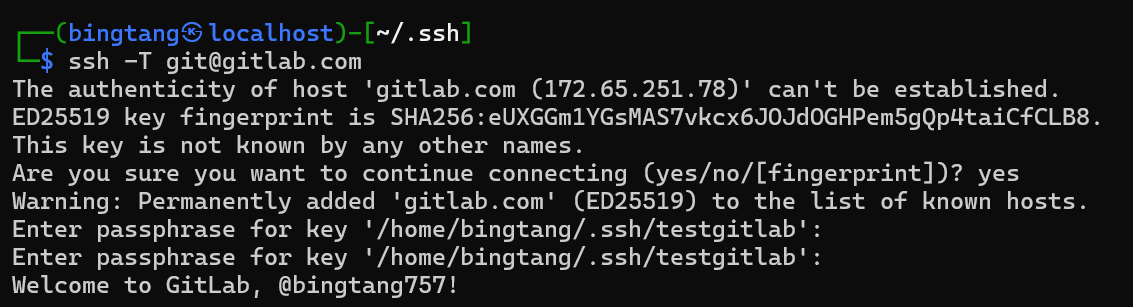 ┌──(bingtang㉿localhost)-[~/.ssh]
└─$ ssh -T git@gitlab.com
The authenticity of host 'gitlab.com (172.65.251.78)' can't be established.
ED25519 key fingerprint is SHA256:eUXGGm1YGsMAS7vkcx6JOJdOGHPem5gQp4taiCfCLB8.
This key is not known by any other names.
Are you sure you want to continue connecting (yes/no/[fingerprint])? yes
Warning: Permanently added 'gitlab.com' (ED25519) to the list of known hosts.
Enter passphrase for key '/home/bingtang/.ssh/testgitlab':
Enter passphrase for key '/home/bingtang/.ssh/testgitlab':
Welcome to GitLab, @bingtang757!